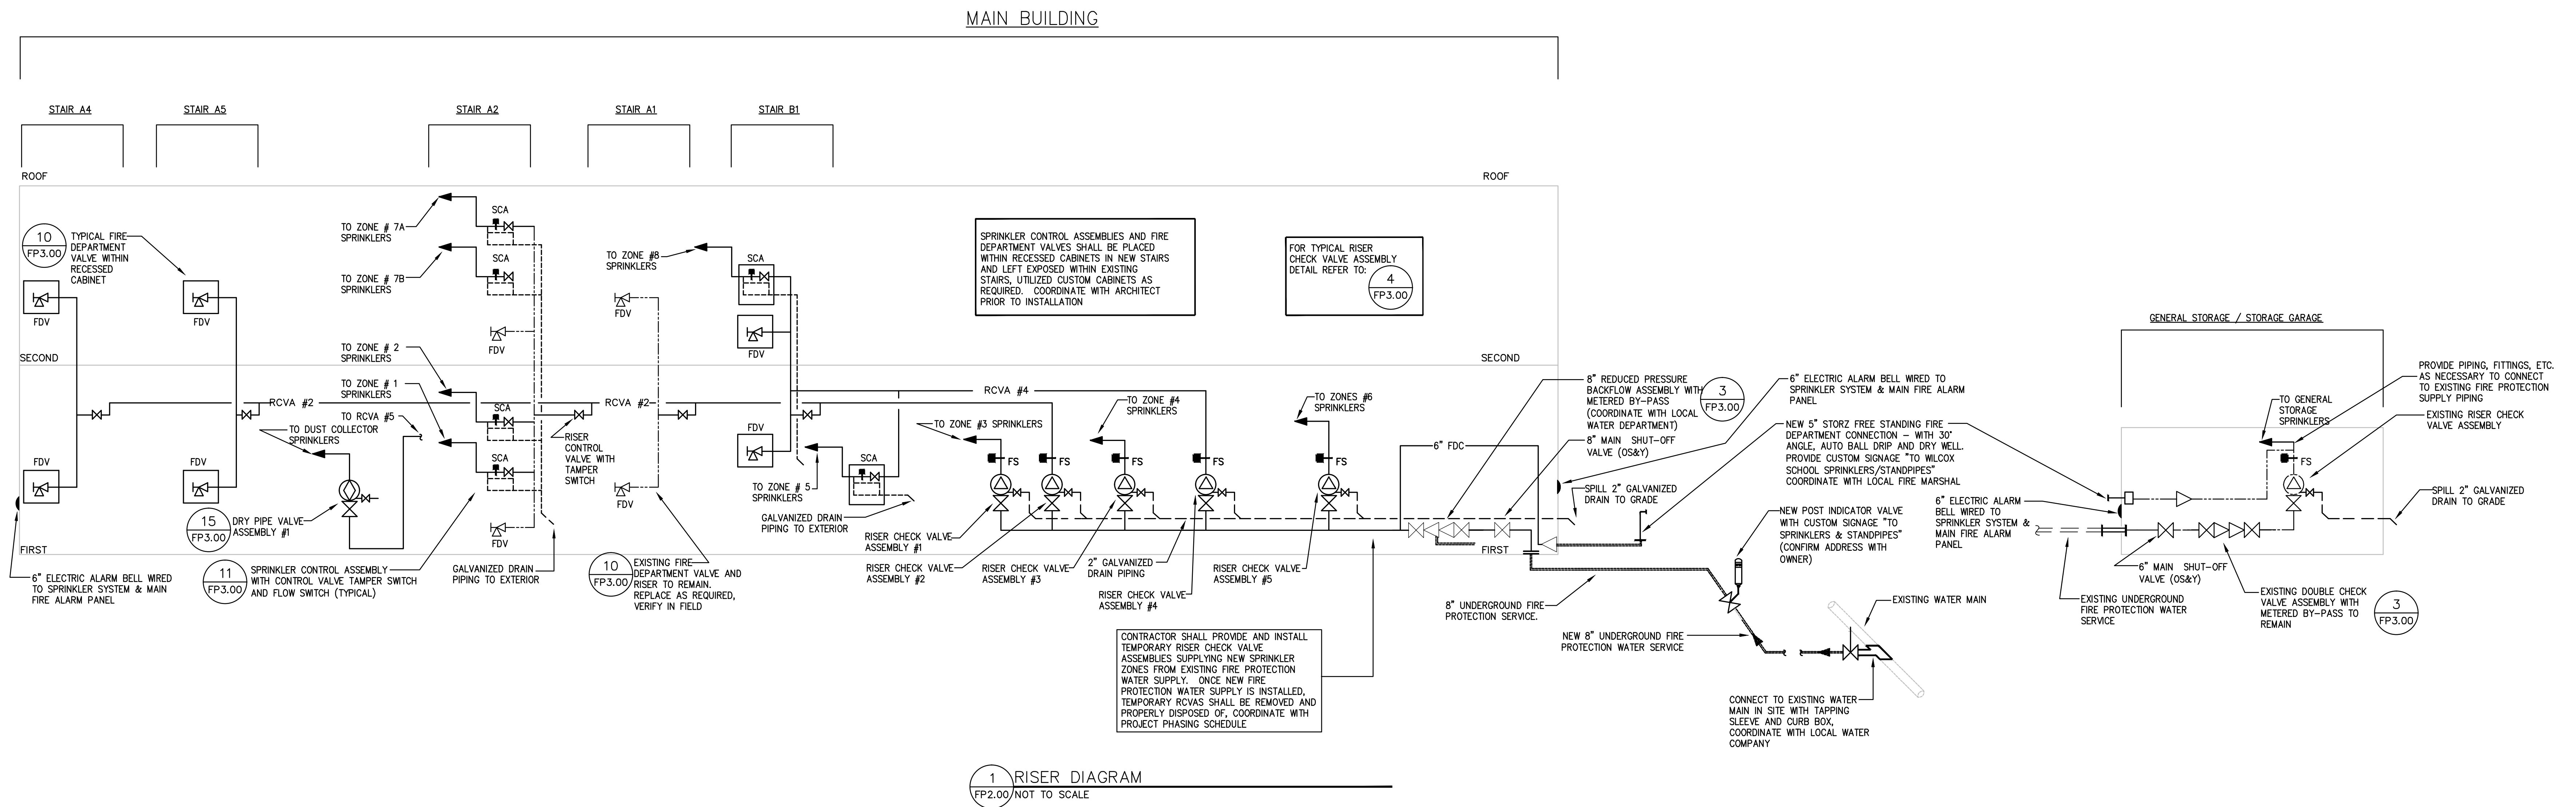 MAIN BUILDING
STAIR A4
STAIR A5
STAIR A2
STAIR A1
STAIR B1
ROOF
ROOF
10
FP3.00
TYPICAL FIRE
DEPARTMENT
VALVE WITHIN
RECESSED
CABINET
FDV
FDV
TO ZONE # 7A
SPRINKLERS
SCA
SCA
TO ZONE # 7B
SPRINKLERS
FDV
FDV
TO ZONE #8
SPRINKLERS
SCA
FDV
SPRINKLER CONTROL ASSEMBLIES AND FIRE
DEPARTMENT VALVES SHALL BE PLACED
WITHIN RECESSED CABINETS IN NEW STAIRS
AND LEFT EXPOSED WITHIN EXISTING
STAIRS, UTILIZED CUSTOM CABINETS AS
REQUIRED. COORDINATE WITH ARCHITECT
PRIOR TO INSTALLATION
FOR TYPICAL RISER
CHECK VALVE ASSEMBLY
DETAIL REFER TO:
4
FP3.00
SECOND
SECOND
TO ZONE # 2
SPRINKLERS
TO ZONE # 1
SPRINKLERS
RCVA #2
TO RCVA #5
TO DUST COLLECTOR
SPRINKLERS
SCA
SCA
FDV
RISER
CONTROL
VALVE WITH
TAMPER
SWITCH
RCVA #2
FDV
FDV
FDV
FDV
RCVA #4
SCA
TO ZONE # 5
SPRINKLERS
GALVANIZED DRAIN
PIPING TO EXTERIOR
TO ZONE #3 SPRINKLERS
TO ZONE #4
SPRINKLERS
TO ZONES #6
SPRINKLERS
FS
FS
FS
FS
FS
6" FDC
15
FP3.00
DRY PIPE VALVE
ASSEMBLY #1
FIRST
FIRST
6" ELECTRIC ALARM BELL WIRED
TO SPRINKLER SYSTEM & MAIN
FIRE ALARM PANEL
11
FP3.00
SPRINKLER CONTROL ASSEMBLY
WITH CONTROL VALVE TAMPER SWITCH
AND FLOW SWITCH (TYPICAL)
GALVANIZED DRAIN
PIPING TO EXTERIOR
10
FP3.00
EXISTING FIRE
DEPARTMENT VALVE AND
RISER TO REMAIN.
REPLACE AS REQUIRED,
VERIFY IN FIELD
RISER CHECK VALVE
ASSEMBLY #1
RISER CHECK VALVE
ASSEMBLY #2
RISER CHECK VALVE
ASSEMBLY #3
2" GALVANIZED
DRAIN PIPING
RISER CHECK VALVE
ASSEMBLY #4
RISER CHECK VALVE
ASSEMBLY #5
CONTRACTOR SHALL PROVIDE AND INSTALL
TEMPORARY RISER CHECK VALVE
ASSEMBLIES SUPPLYING NEW SPRINKLER
ZONES FROM EXISTING FIRE PROTECTION
WATER SUPPLY. ONCE NEW FIRE
PROTECTION WATER SUPPLY IS INSTALLED,
TEMPORARY RCVAS SHALL BE REMOVED AND
PROPERLY DISPOSED OF, COORDINATE WITH
PROJECT PHASING SCHEDULE
8" REDUCED PRESSURE
BACKFLOW ASSEMBLY WITH
METERED BY-PASS
(COORDINATE WITH LOCAL
WATER DEPARTMENT)
3
FP3.00
8" MAIN SHUT-OFF
VALVE (OS&Y)
SPILL 2" GALVANIZED
DRAIN TO GRADE
6" ELECTRIC ALARM BELL WIRED TO
SPRINKLER SYSTEM & MAIN FIRE ALARM
PANEL
NEW 5" STORZ FREE STANDING FIRE
DEPARTMENT CONNECTION - WITH 30°
ANGLE, AUTO BALL DRIP AND DRY WELL.
PROVIDE CUSTOM SIGNAGE "TO WILCOX
SCHOOL SPRINKLERS/STANDPIPES"
COORDINATE WITH LOCAL FIRE MARSHAL
NEW POST INDICATOR VALVE
WITH CUSTOM SIGNAGE "TO
SPRINKLERS & STANDPIPES"
(CONFIRM ADDRESS WITH
OWNER)
8" UNDERGROUND FIRE
PROTECTION SERVICE.
NEW 8" UNDERGROUND FIRE
PROTECTION WATER SERVICE
EXISTING WATER MAIN
CONNECT TO EXISTING WATER
MAIN IN SITE WITH TAPPING
SLEEVE AND CURB BOX,
COORDINATE WITH LOCAL WATER
COMPANY
GENERAL STORAGE / STORAGE GARAGE
PROVIDE PIPING, FITTINGS, ETC.
AS NECESSARY TO CONNECT
TO EXISTING FIRE PROTECTION
SUPPLY PIPING
TO GENERAL
STORAGE
SPRINKLERS
EXISTING RISER CHECK
VALVE ASSEMBLY
FS
SPILL 2" GALVANIZED
DRAIN TO GRADE
6" ELECTRIC ALARM
BELL WIRED TO
SPRINKLER SYSTEM &
MAIN FIRE ALARM
PANEL
6" MAIN SHUT-OFF
VALVE (OS&Y)
EXISTING UNDERGROUND
FIRE PROTECTION WATER
SERVICE
EXISTING DOUBLE CHECK
VALVE ASSEMBLY WITH
METERED BY-PASS TO
REMAIN
3
FP3.00
1
FP2.00
RISER DIAGRAM
NOT TO SCALE